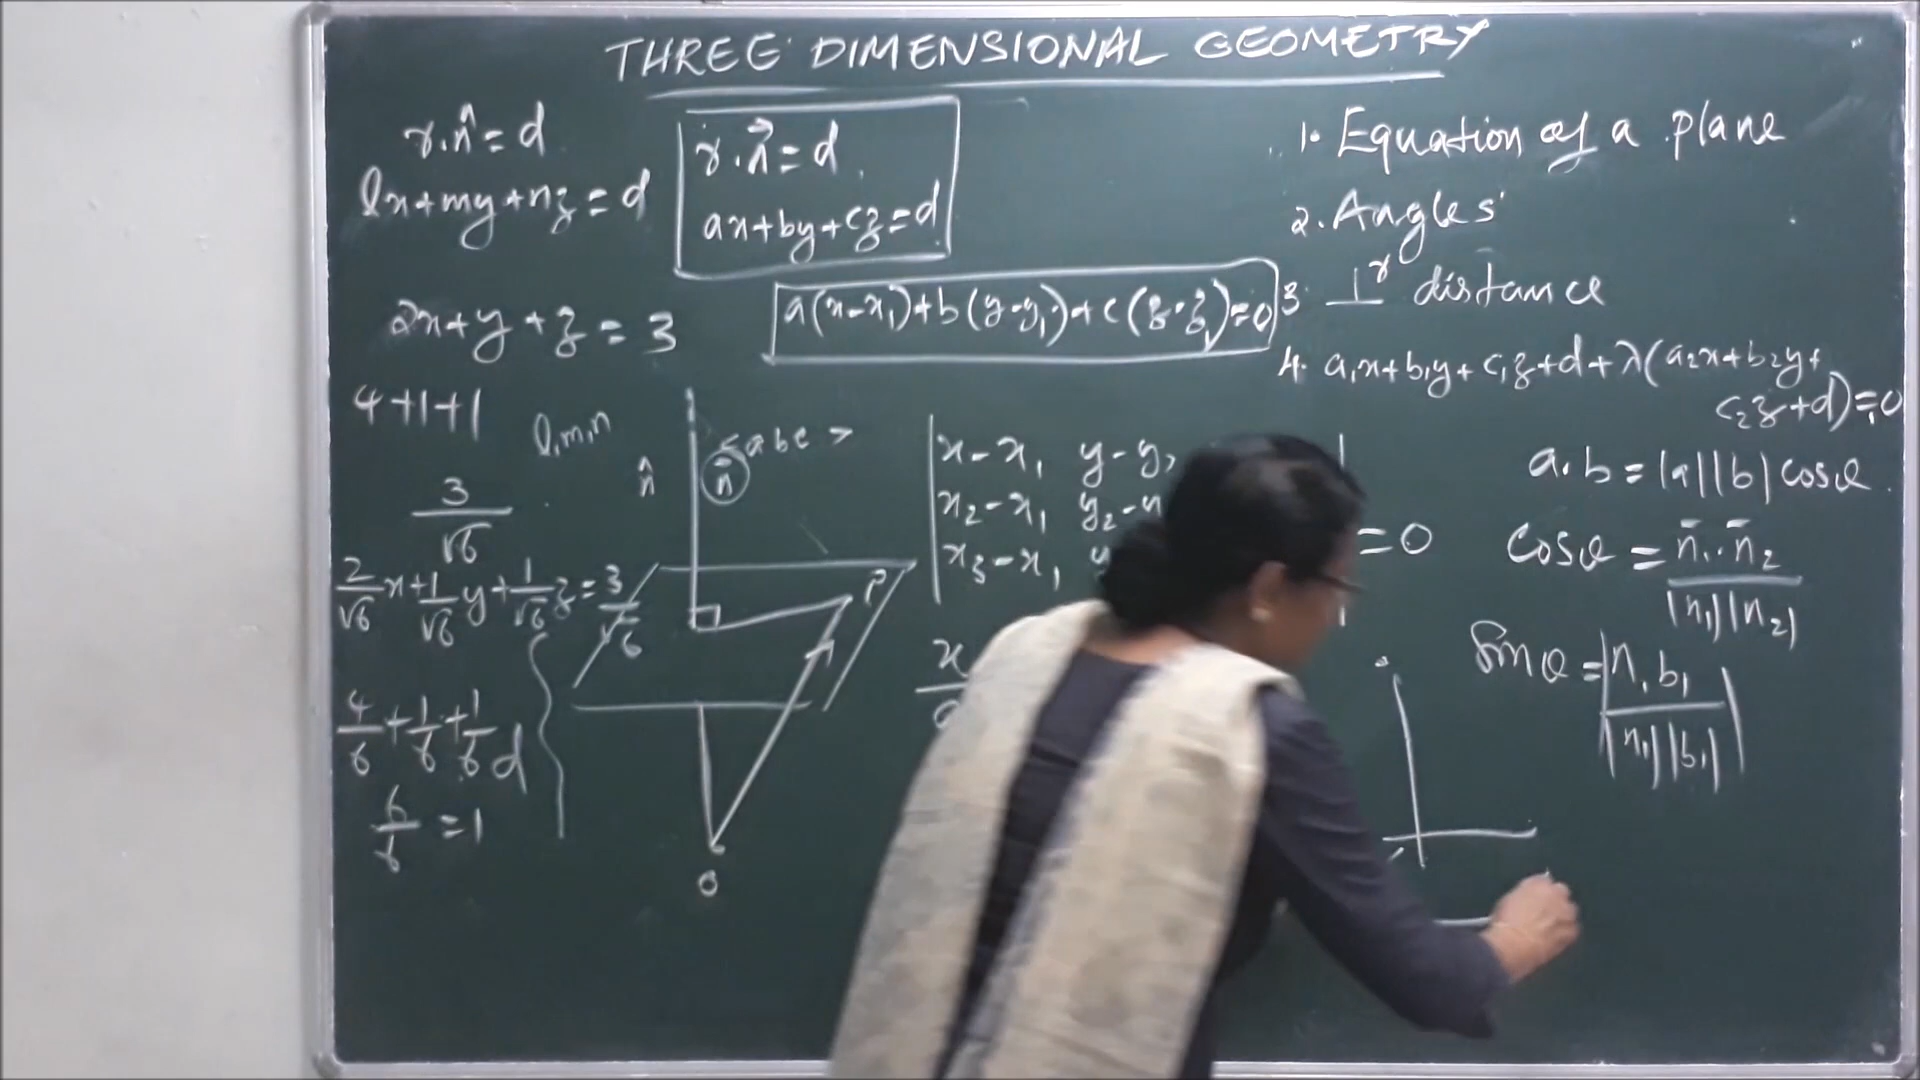 THREE DIMENSIONAL GEOMETRY
r.n̂ = d
lx+my+nz = d
r.n⃗ = d
ax+by+cz=d
a(x-x₁)+b(y-y₁)+c(z-z₁)=0
2x+y+z = 3
4+1+1
3/√6
l,m,n
2/√6 x+1/√6 y+1/√6 z=3/√6
4/6+1/6+1/6
d
6/6 =1
n̂
n̄
<abc>
P
O
x-x₁ y-y₁
x₂-x₁ y₂-y
x₃-x₁ y
=0
x
1. Equation of a plane
2. Angles
3 ⊥r distance
4. a₁x+b₁y+c₁z+d+λ(a₂x+b₂y+
c₂z+d₁)=0
a.b=|a||b|cosθ
cosθ = n̄₁.n̄₂/|n₁||n₂|
Sinθ=|n₁b₁/|n₁||b₁||